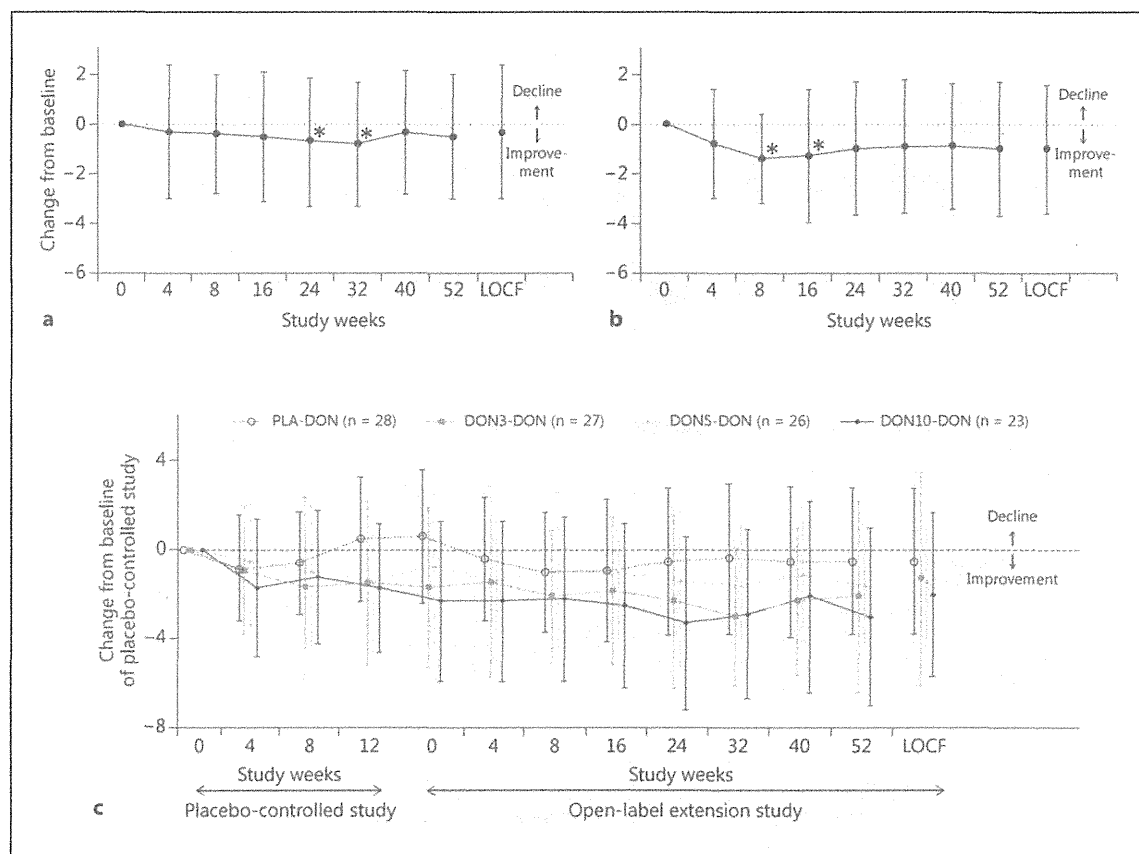 Change from baseline
2
0
−2
−4
−6
Decline
Improve-
ment
* *
0 4 8 16 24 32 40 52 LOCF
Study weeks
a
2
0
−2
−4
−6
Decline
Improve-
ment
* *
0 4 8 16 24 32 40 52 LOCF
Study weeks
b
PLA-DON (n = 28) DON3-DON (n = 27) DON5-DON (n = 26) DON10-DON (n = 23)
Change from baseline
of placebo-controlled study
4
0
−4
−8
Decline
Improvement
0 4 8 12 0 4 8 16 24 32 40 52 LOCF
Study weeks Study weeks
Placebo-controlled study Open-label extension study
c